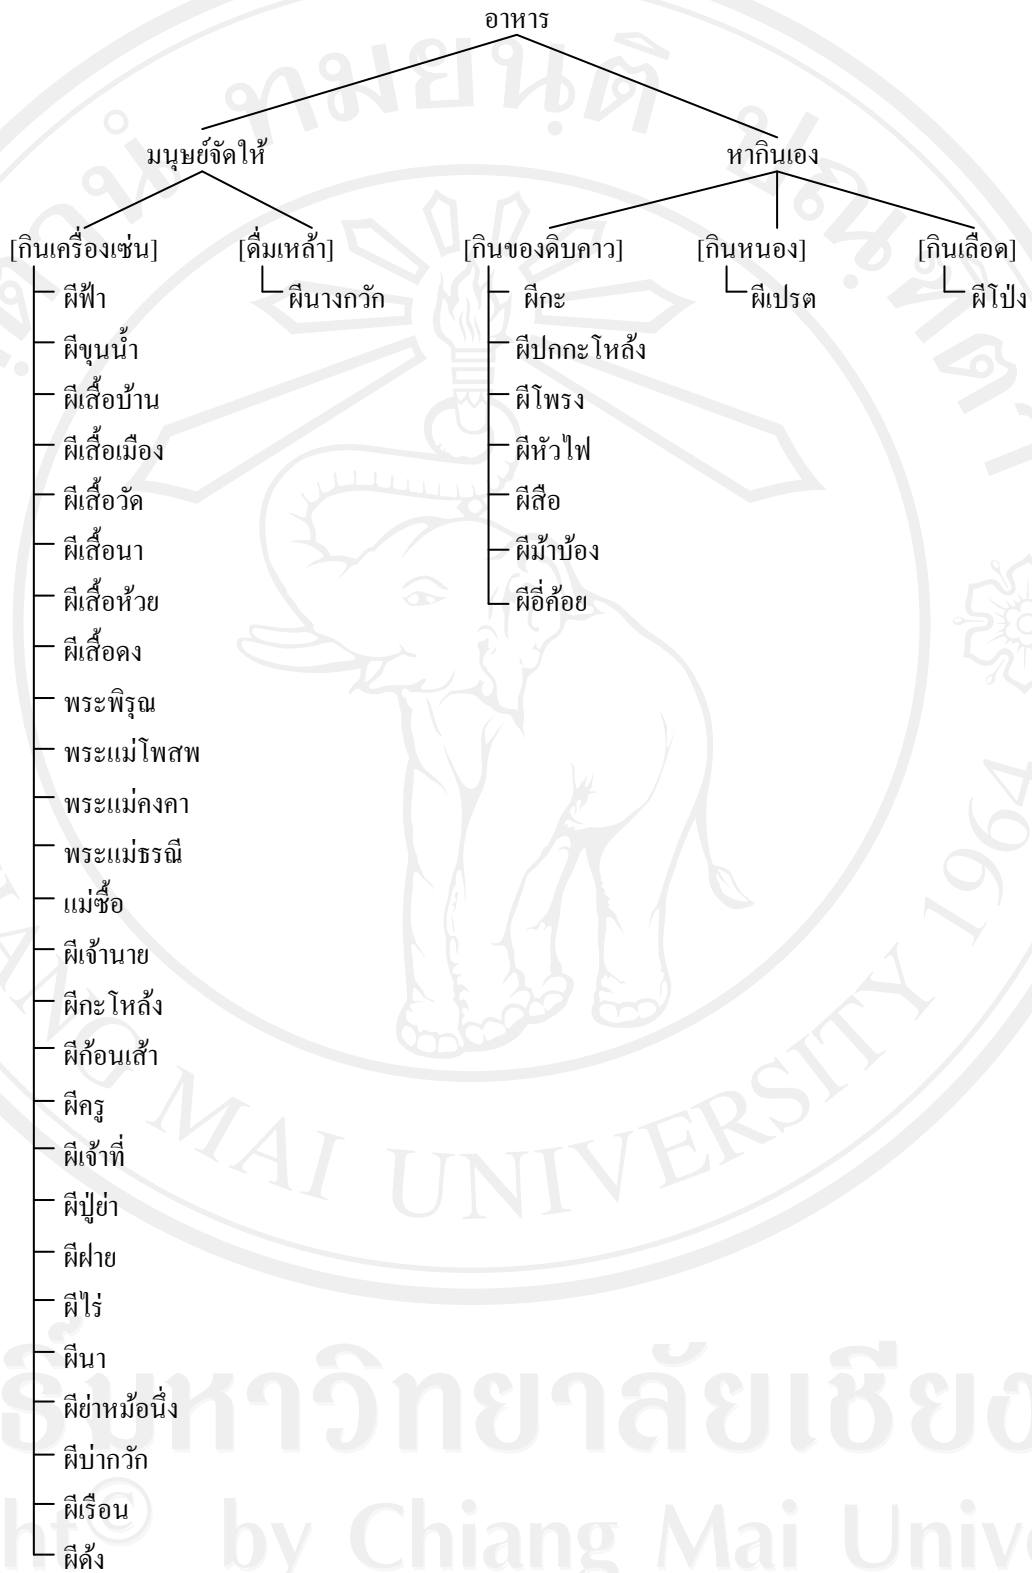 อาหาร
มนุษย์จัดให้ หากินเอง
[กินเครื่องเซ่น] [ดื่มเหล้า] [กินของดิบคาว] [กินหนอง] [กินเลือด]
ผีฟ้า ผีนางกวัก ผีกะ ผีเปรต ผีโป่ง
ผีขุนน้ำ ผีปกกะโหล้ง
ผีเสื้อบ้าน ผีโพรง
ผีเสื้อเมือง ผีหัวไฟ
ผีเสื้อวัด ผีสือ
ผีเสื้อนา ผีม้าบ้อง
ผีเสื้อห้วย ผีอี่ค้อย
ผีเสื้อดง
พระพิรุณ
พระแม่โพสพ
พระแม่คงคา
พระแม่ธรณี
แม่ซื้อ
ผีเจ้านาย
ผีกะโหล้ง
ผีก้อนเส้า
ผีครู
ผีเจ้าที่
ผีปู่ย่า
ผีฝาย
ผีไร่
ผีนา
ผีย่าหม้อนึ่ง
ผีบ่ากวัก
ผีเรือน
ผีด้ง
CHIANG MAI UNIVERSITY 1964
by Chiang Mai